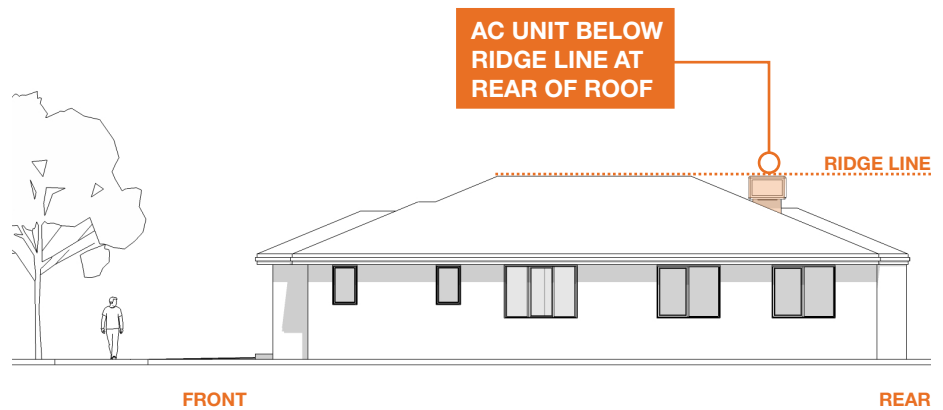 AC UNIT BELOW
RIDGE LINE AT
REAR OF ROOF
RIDGE LINE
FRONT
REAR